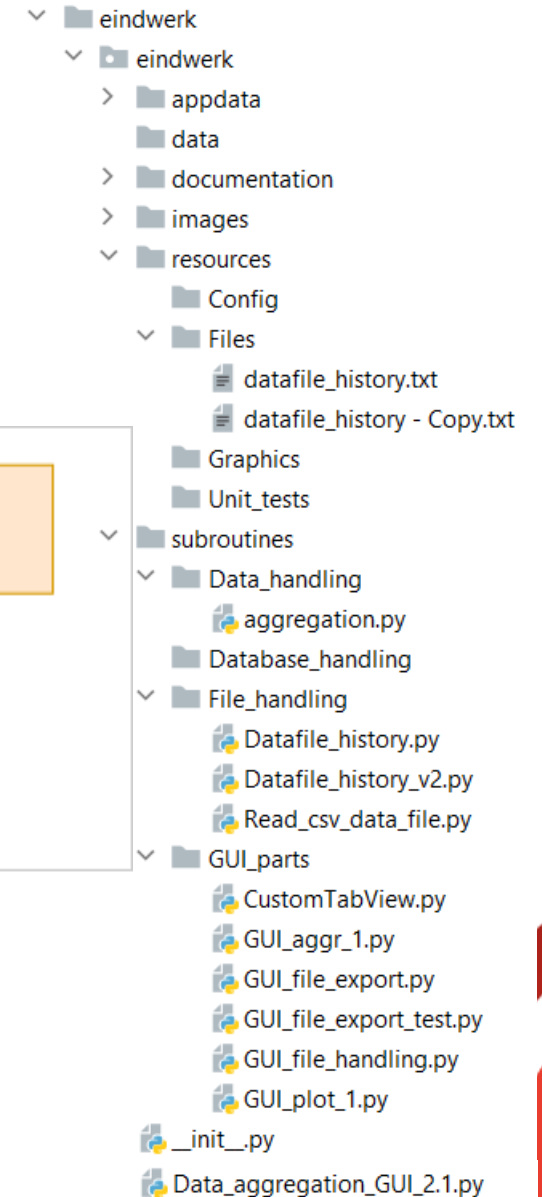 eindwerk
eindwerk
appdata
data
documentation
images
resources
Config
Files
datafile_history.txt
datafile_history - Copy.txt
Graphics
Unit_tests
subroutines
Data_handling
aggregation.py
Database_handling
File_handling
Datafile_history.py
Datafile_history_v2.py
Read_csv_data_file.py
GUI_parts
CustomTabView.py
GUI_aggr_1.py
GUI_file_export.py
GUI_file_export_test.py
GUI_file_handling.py
GUI_plot_1.py
__init__.py
Data_aggregation_GUI_2.1.py